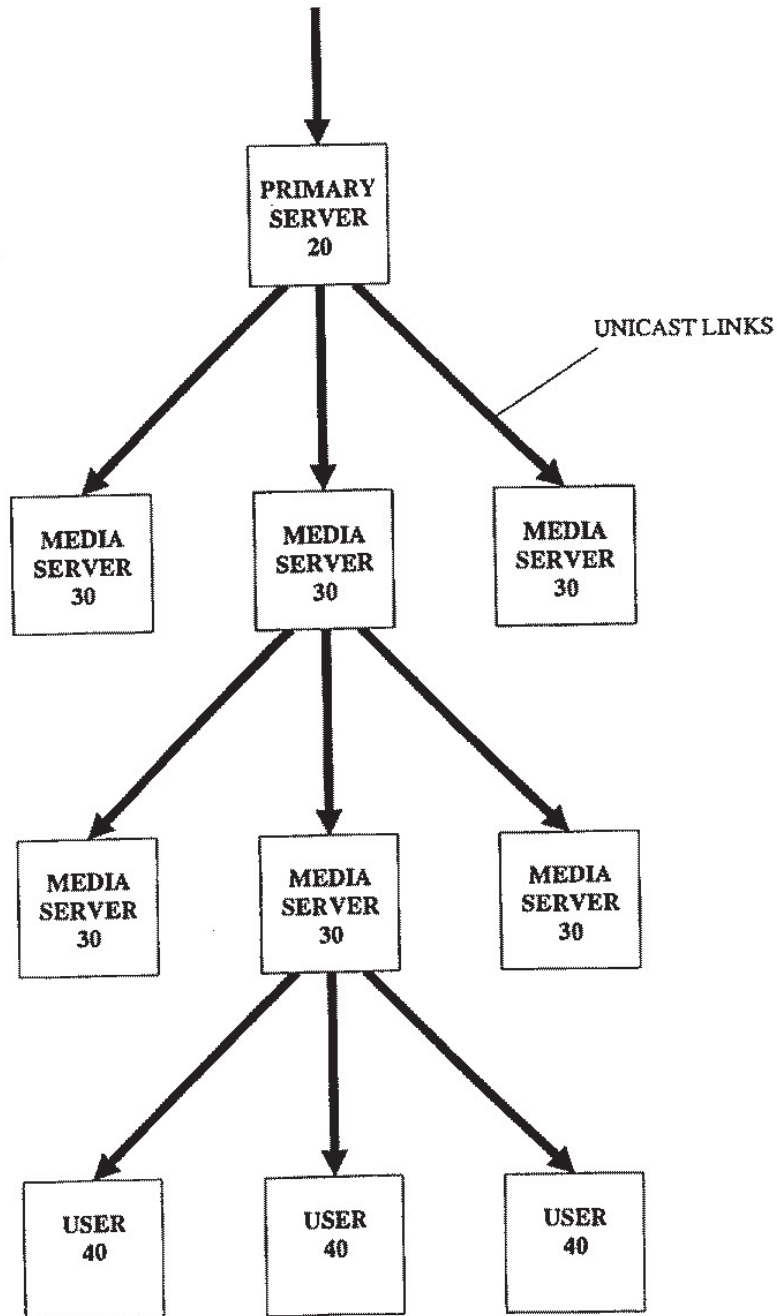 PRIMARY
SERVER
20
UNICAST LINKS
MEDIA
SERVER
30
MEDIA
SERVER
30
MEDIA
SERVER
30
MEDIA
SERVER
30
MEDIA
SERVER
30
MEDIA
SERVER
30
USER
40
USER
40
USER
40